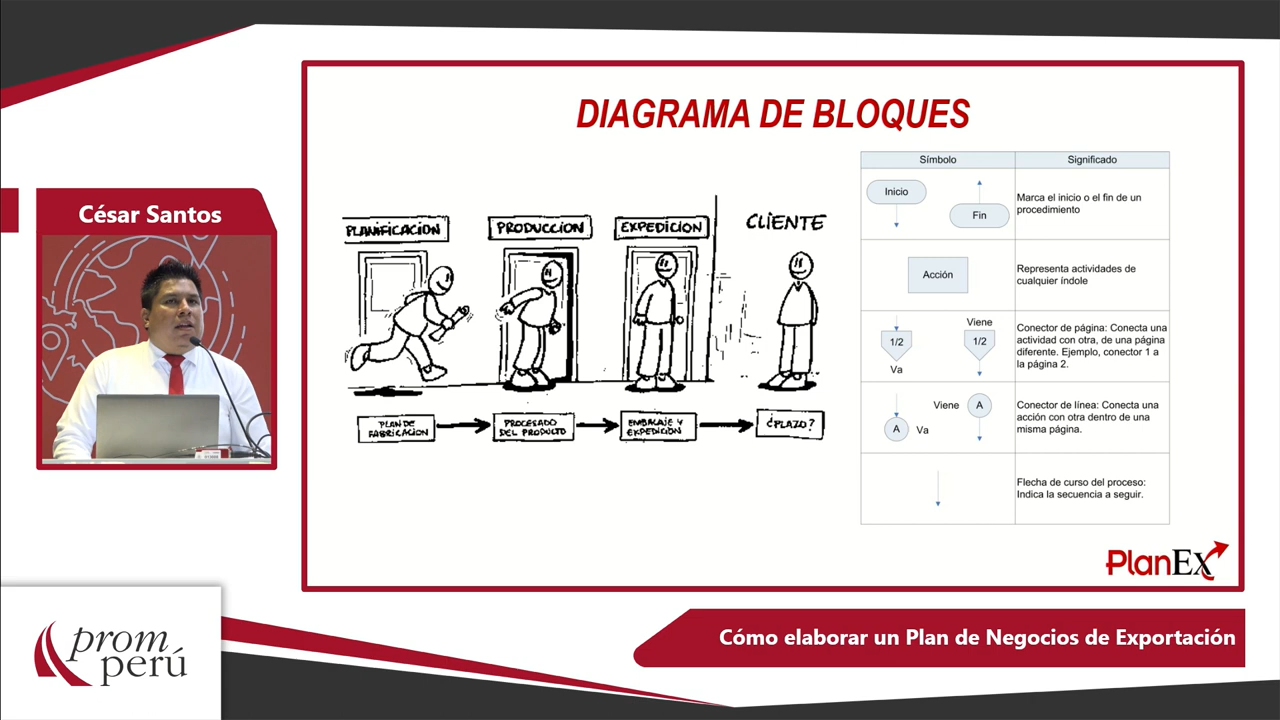 DIAGRAMA DE BLOQUES
César Santos
PLANIFICACION
PRODUCCION
EXPEDICION
CLIENTE
PLAN DE
FABRICACION
PROCESADO
DEL PRODUCTO
EMBALAJE Y
EXPEDICION
¿PLAZO?
Símbolo
Significado
Inicio
Fin
Marca el inicio o el fin de un
procedimiento
Acción
Representa actividades de
cualquier índole
1/2
Va
Viene
1/2
Conector de página: Conecta una
actividad con otra, de una página
diferente. Ejemplo, conector 1 a
la página 2.
A
Va
Viene
A
Conector de línea: Conecta una
acción con otra dentro de una
misma página.
Flecha de curso del proceso:
Indica la secuencia a seguir.
PlanEx
Cómo elaborar un Plan de Negocios de Exportación
prom
perú